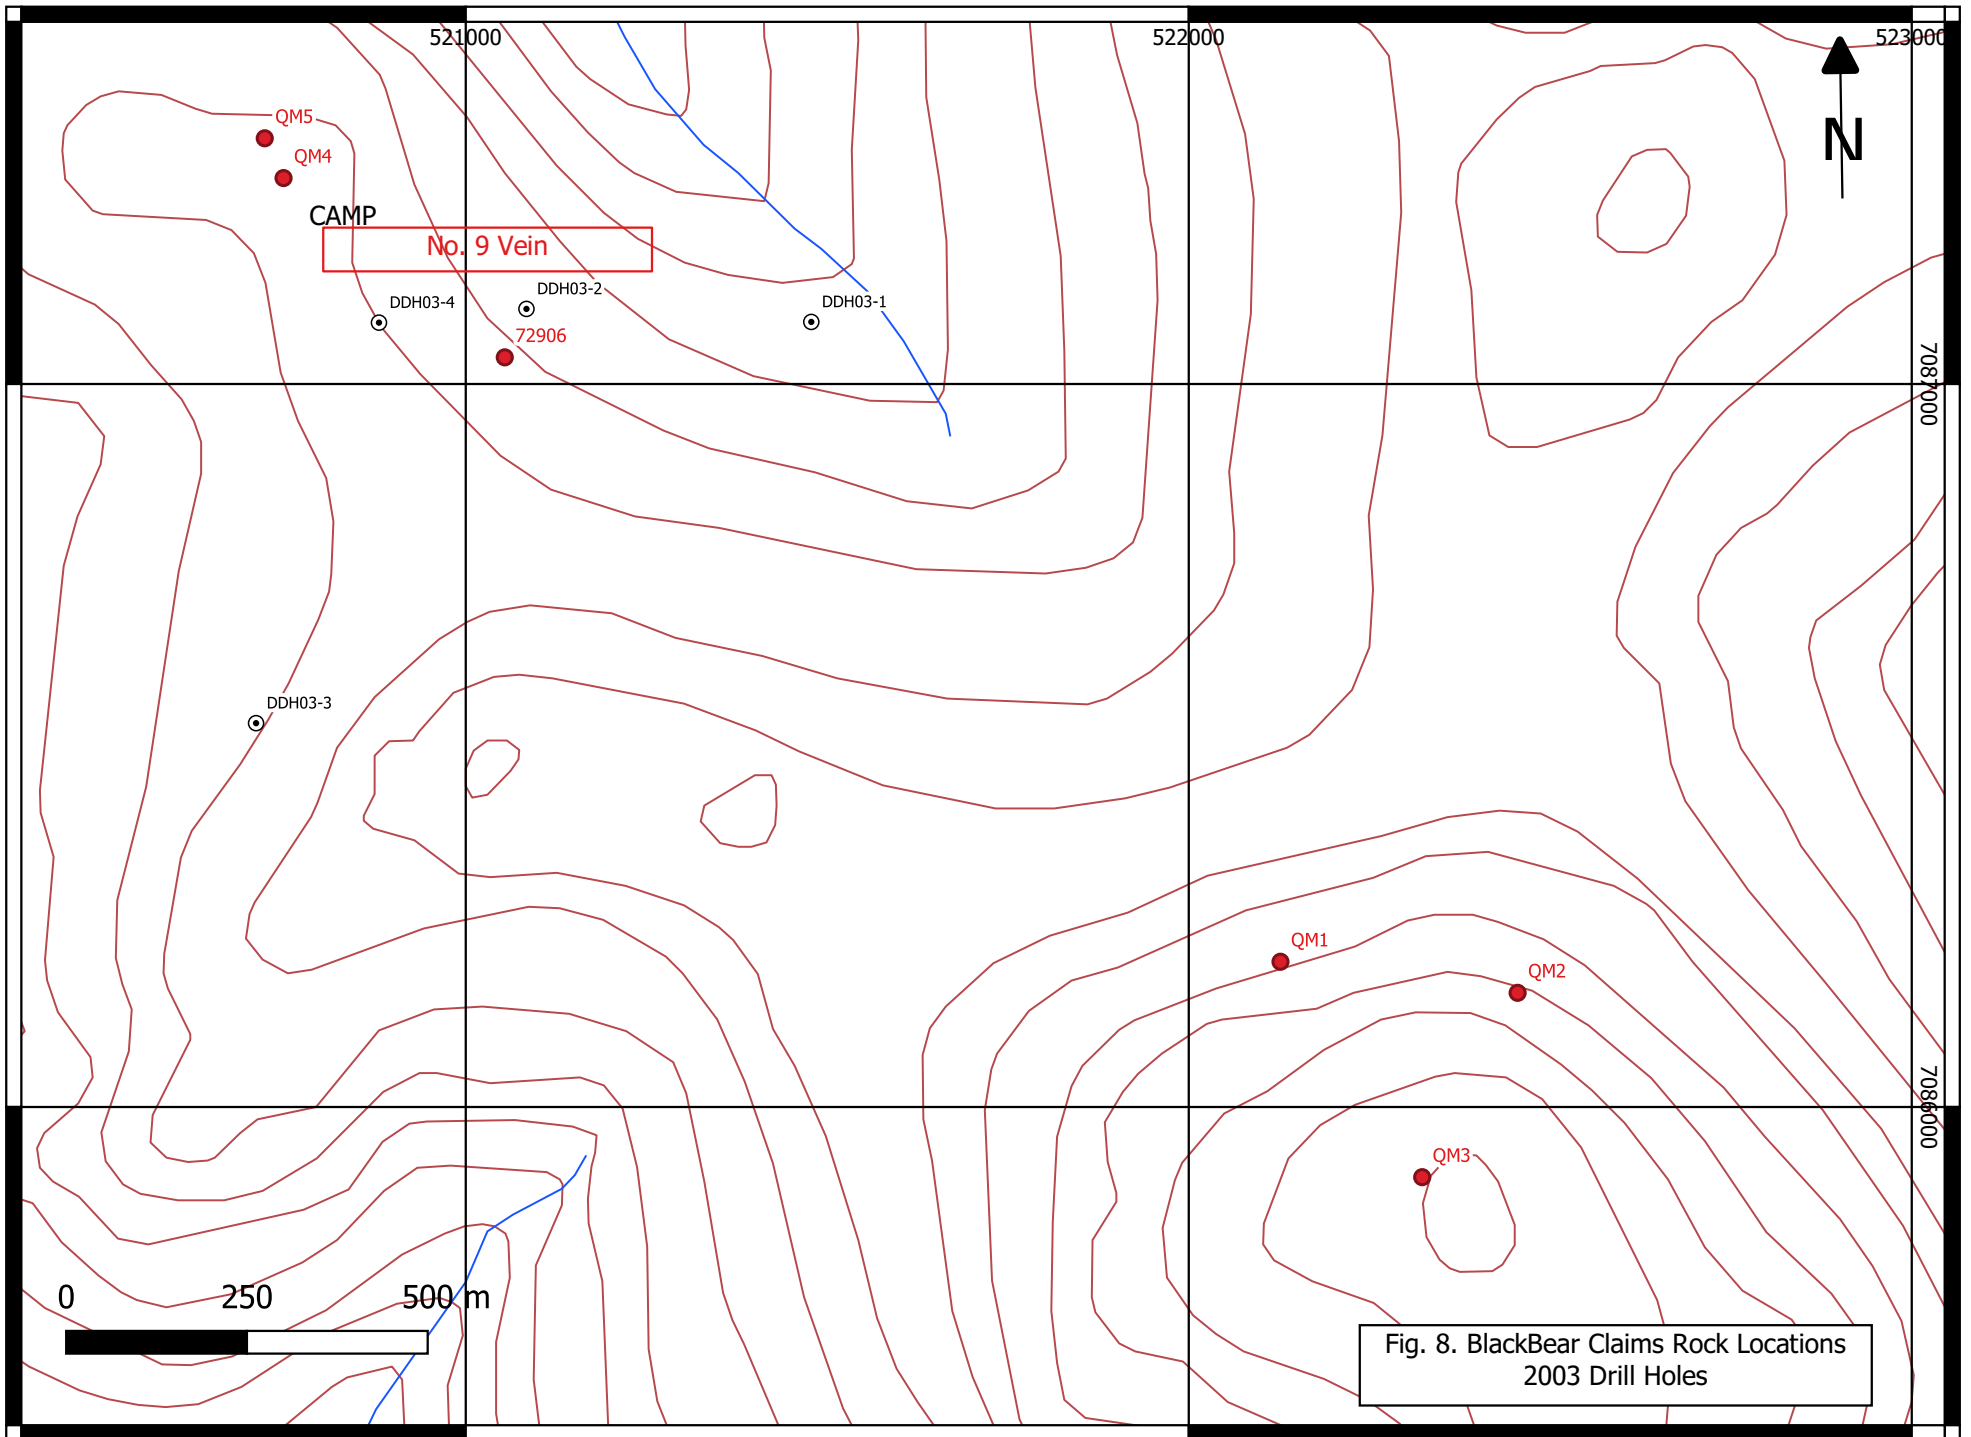 521000
522000
523000
N
QM5
QM4
CAMP
No. 9 Vein
DDH03-4
DDH03-2
DDH03-1
72906
7087000
DDH03-3
QM1
QM2
7086000
QM3
0 250 500 m
Fig. 8. BlackBear Claims Rock Locations
2003 Drill Holes